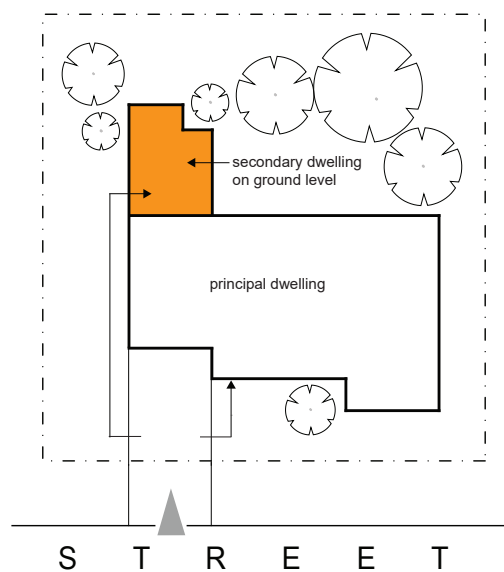 secondary dwelling
on ground level
principal dwelling
S T R E E T